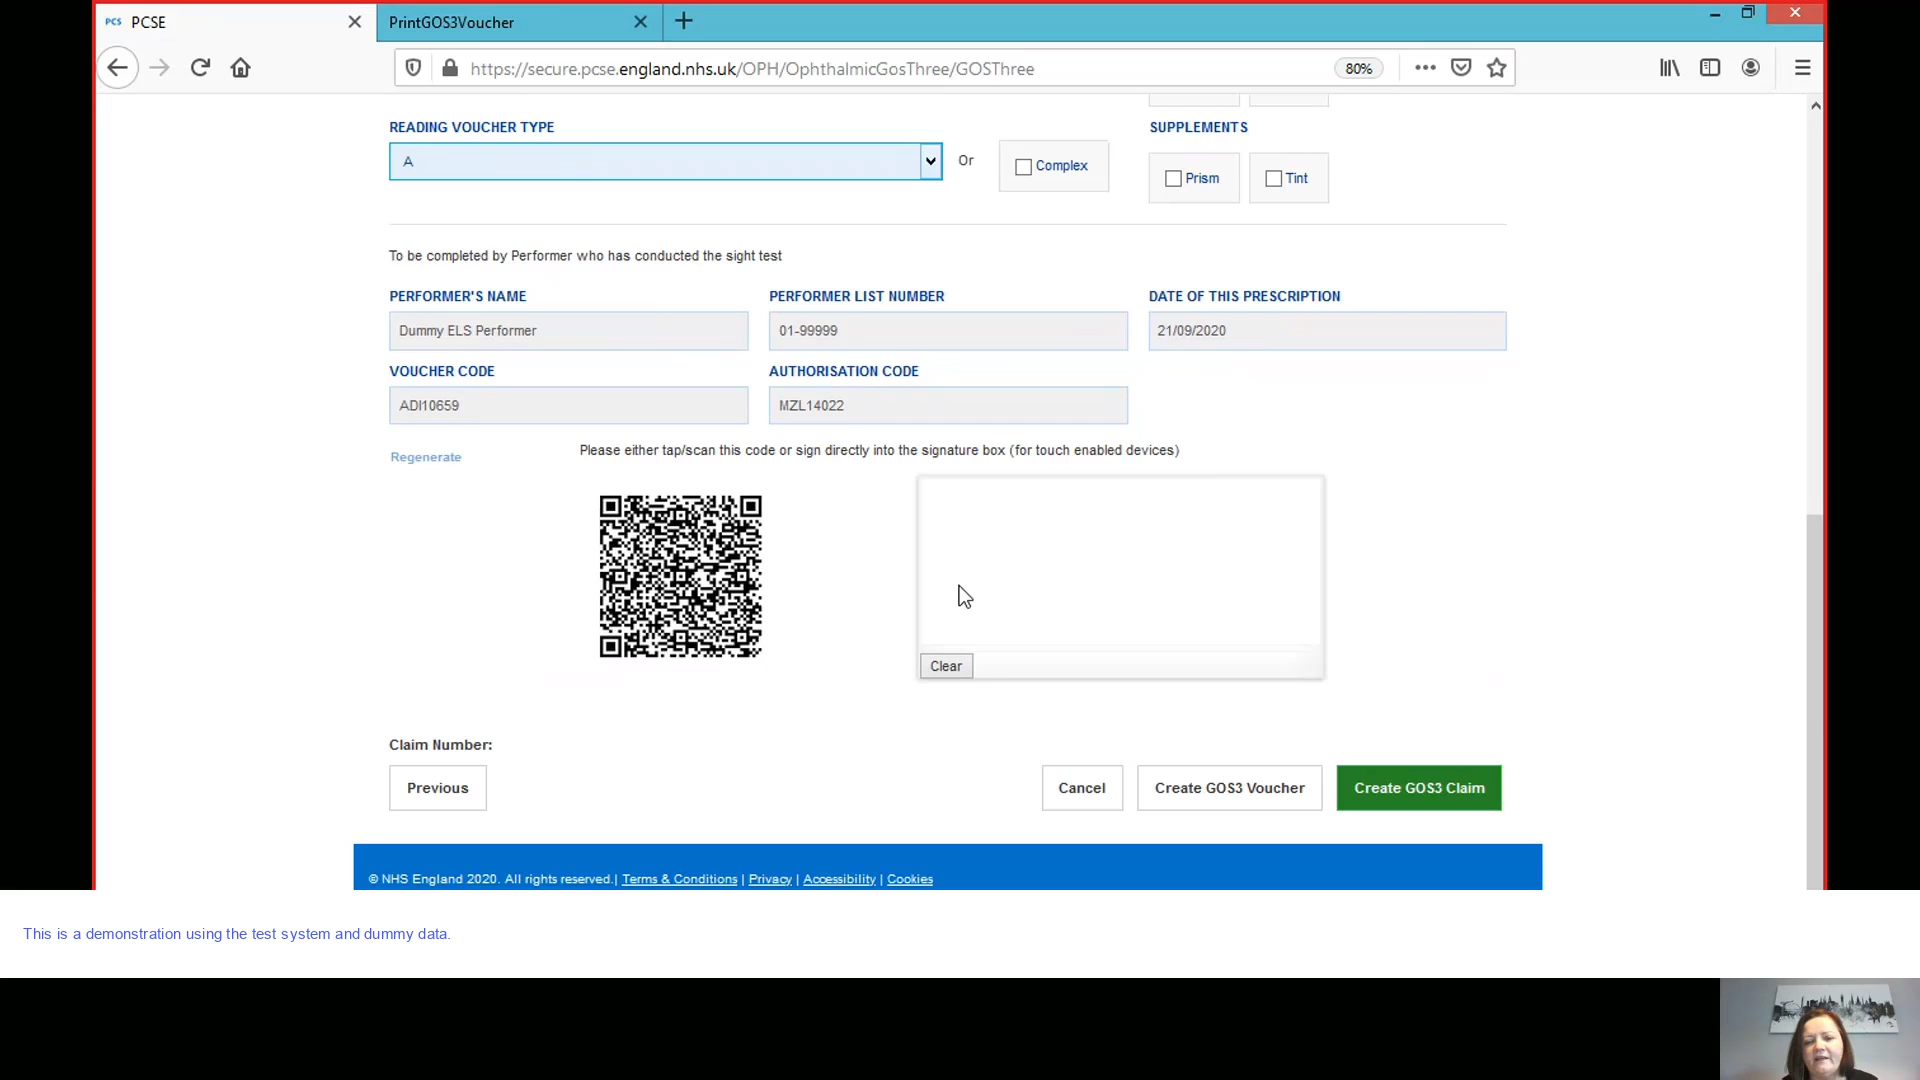 PCS PCSE PrintGOS3Voucher
https://secure.pcse.england.nhs.uk/OPH/OphthalmicGosThree/GOSThree 80%
READING VOUCHER TYPE SUPPLEMENTS
A Or Complex Prism Tint
To be completed by Performer who has conducted the sight test
PERFORMER'S NAME PERFORMER LIST NUMBER DATE OF THIS PRESCRIPTION
Dummy ELS Performer 01-99999 21/09/2020
VOUCHER CODE AUTHORISATION CODE
ADI10659 MZL14022
Regenerate Please either tap/scan this code or sign directly into the signature box (for touch enabled devices)
Clear
Claim Number:
Previous Cancel Create GOS3 Voucher Create GOS3 Claim
© NHS England 2020. All rights reserved.| Terms & Conditions | Privacy | Accessibility | Cookies
This is a demonstration using the test system and dummy data.